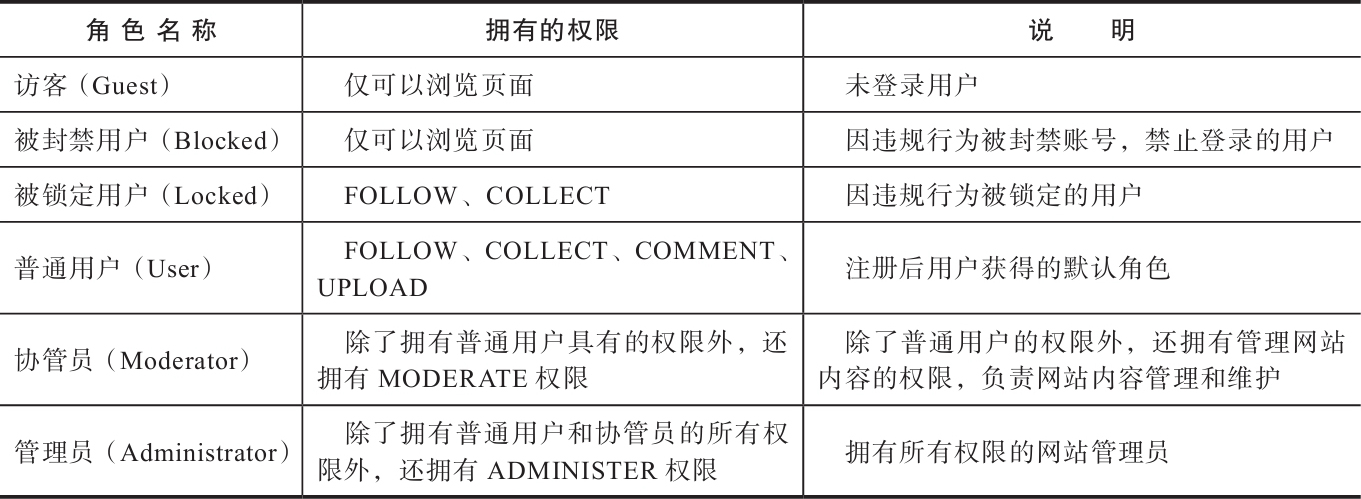 角色名称 拥有的权限 说 明
访客（Guest） 仅可以浏览页面 未登录用户
被封禁用户（Blocked） 仅可以浏览页面 因违规行为被封禁账号，禁止登录的用户
被锁定用户（Locked） FOLLOW、COLLECT 因违规行为被锁定的用户
普通用户（User） FOLLOW、COLLECT、COMMENT、
UPLOAD
注册后用户获得的默认角色
协管员（Moderator） 除了拥有普通用户具有的权限外，还
拥有 MODERATE 权限
除了普通用户的权限外，还拥有管理网站
内容的权限，负责网站内容管理和维护
管理员（Administrator） 除了拥有普通用户和协管员的所有权
限外，还拥有 ADMINISTER 权限
拥有所有权限的网站管理员